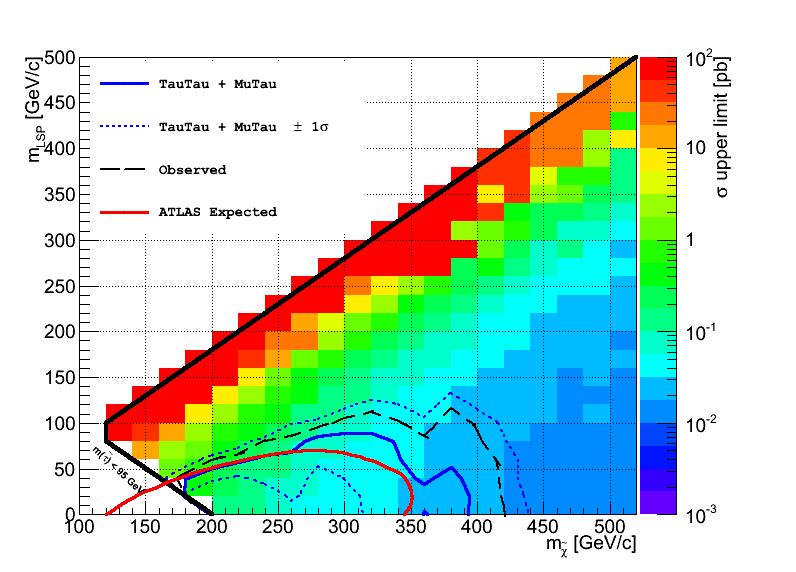 m_LSP [GeV/c]
500
450
400
350
300
250
200
150
100
50
0
TauTau + MuTau
TauTau + MuTau ± 1σ
Observed
ATLAS Expected
m(τ̃) < 95 GeV
100 150 200 250 300 350 400 450 500
m_χ̃ [GeV/c]
10^2
10
1
10^-1
10^-2
10^-3
σ upper limit [pb]